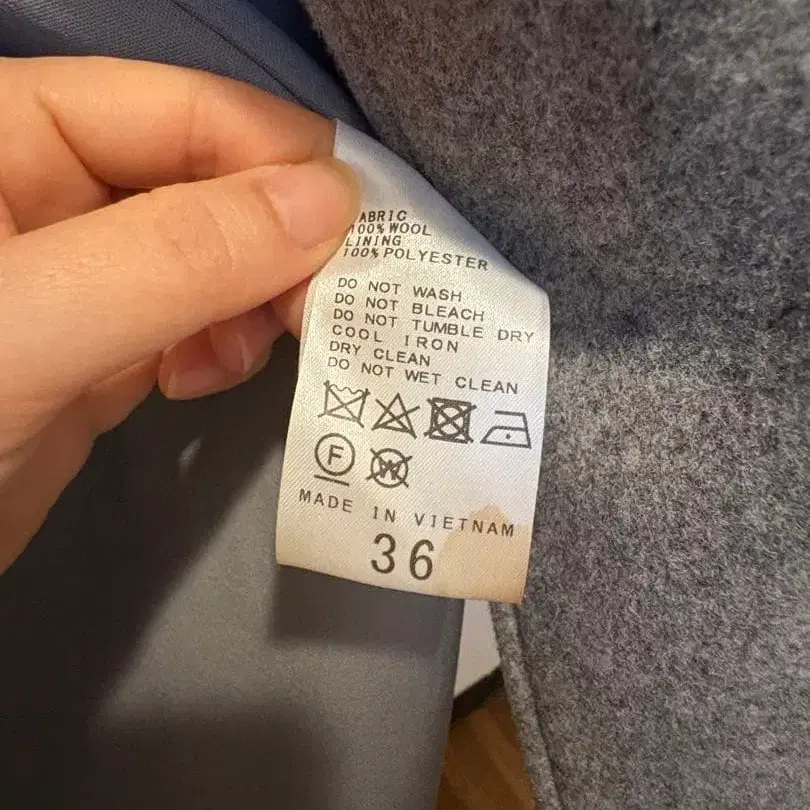 ABRIC
100% WOOL
LINING
100% POLYESTER
DO NOT WASH
DO NOT BLEACH
DO NOT TUMBLE DRY
COOL IRON
DRY CLEAN
DO NOT WET CLEAN
F W
MADE IN VIETNAM
36